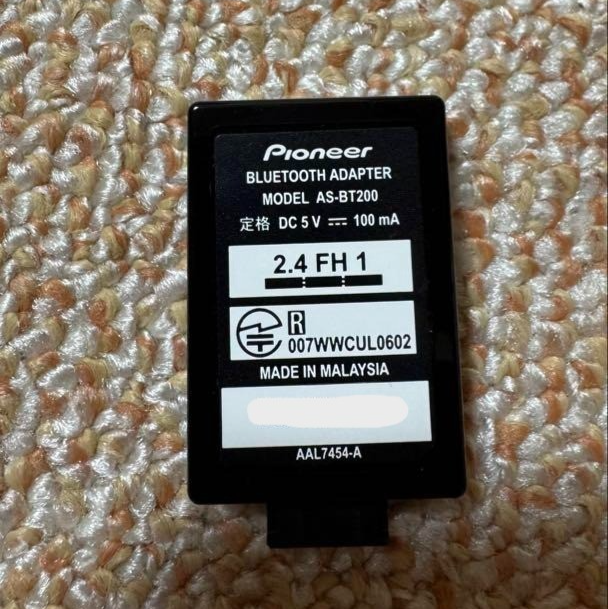 Pioneer
BLUETOOTH ADAPTER
MODEL AS-BT200
定格 DC 5 V ⎓ 100 mA
2.4 FH 1
R
007WWCUL0602
MADE IN MALAYSIA
AAL7454-A